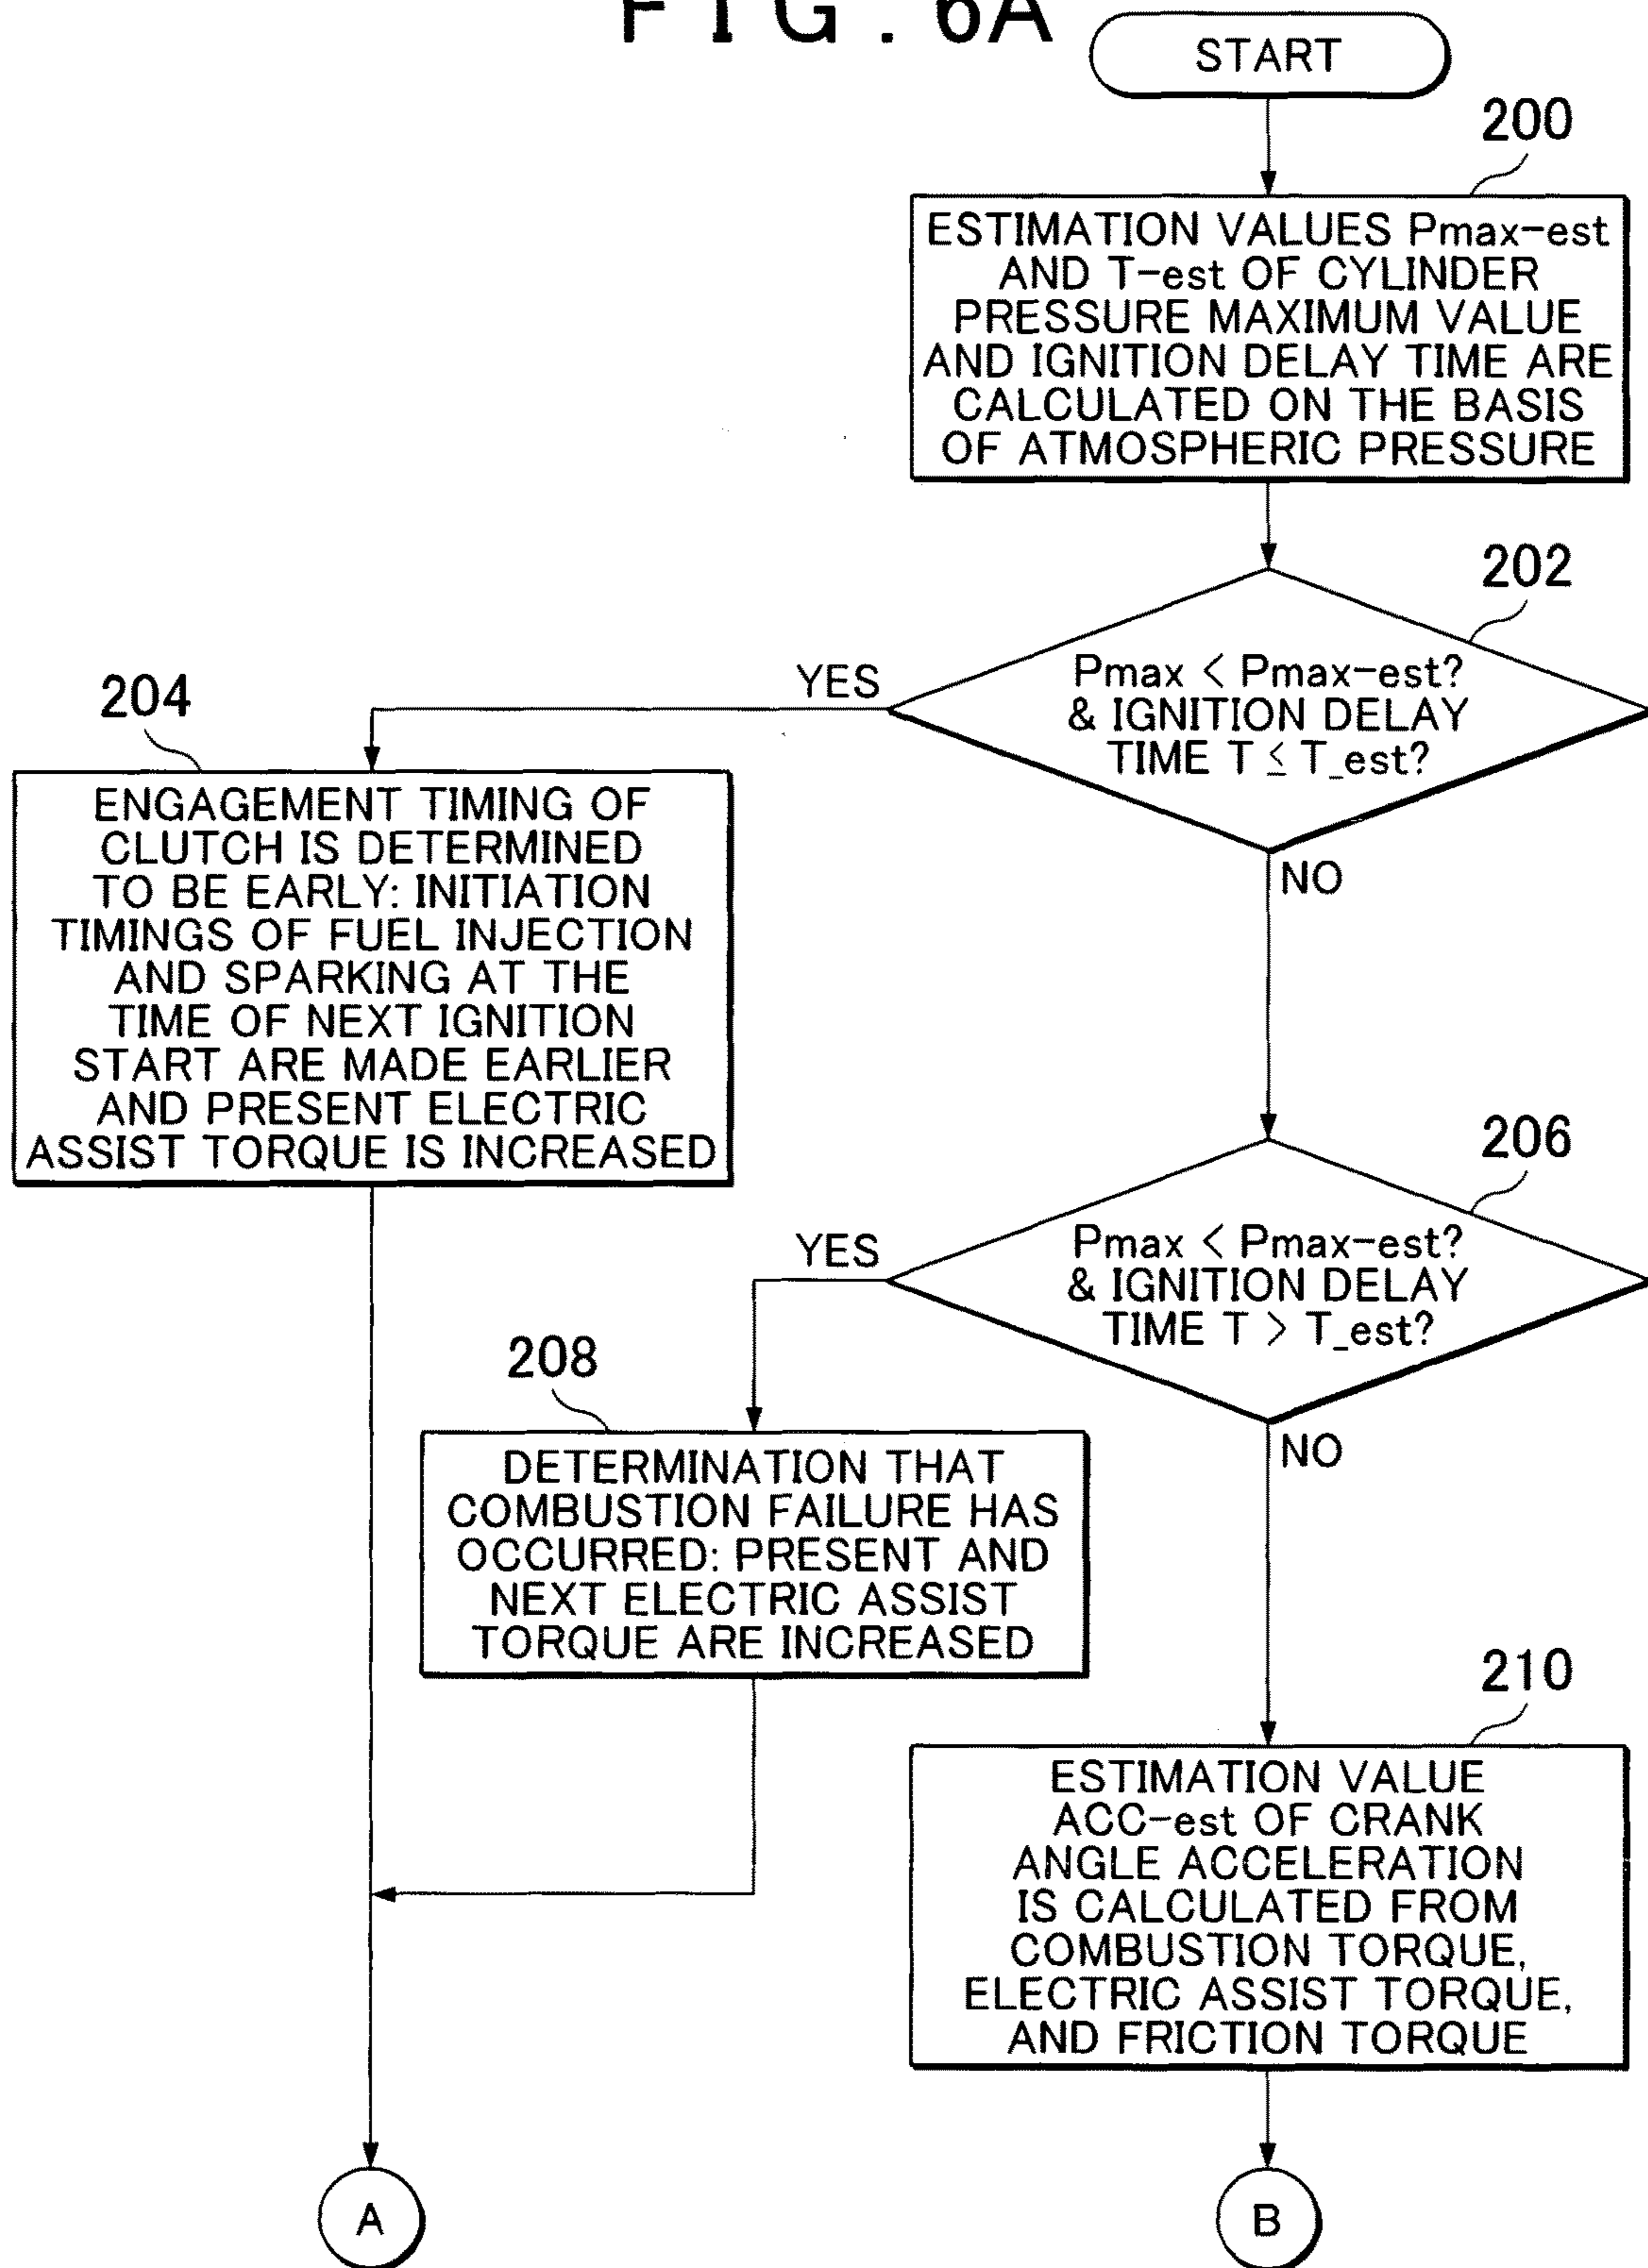 FIG. 6A
START
200
ESTIMATION VALUES Pmax-est
AND T-est OF CYLINDER
PRESSURE MAXIMUM VALUE
AND IGNITION DELAY TIME ARE
CALCULATED ON THE BASIS
OF ATMOSPHERIC PRESSURE
202
Pmax < Pmax-est?
& IGNITION DELAY
TIME T ≤ T_est?
YES
NO
204
ENGAGEMENT TIMING OF
CLUTCH IS DETERMINED
TO BE EARLY: INITIATION
TIMINGS OF FUEL INJECTION
AND SPARKING AT THE
TIME OF NEXT IGNITION
START ARE MADE EARLIER
AND PRESENT ELECTRIC
ASSIST TORQUE IS INCREASED
206
Pmax < Pmax-est?
& IGNITION DELAY
TIME T > T_est?
YES
NO
208
DETERMINATION THAT
COMBUSTION FAILURE HAS
OCCURRED: PRESENT AND
NEXT ELECTRIC ASSIST
TORQUE ARE INCREASED
210
ESTIMATION VALUE
ACC-est OF CRANK
ANGLE ACCELERATION
IS CALCULATED FROM
COMBUSTION TORQUE,
ELECTRIC ASSIST TORQUE,
AND FRICTION TORQUE
A
B